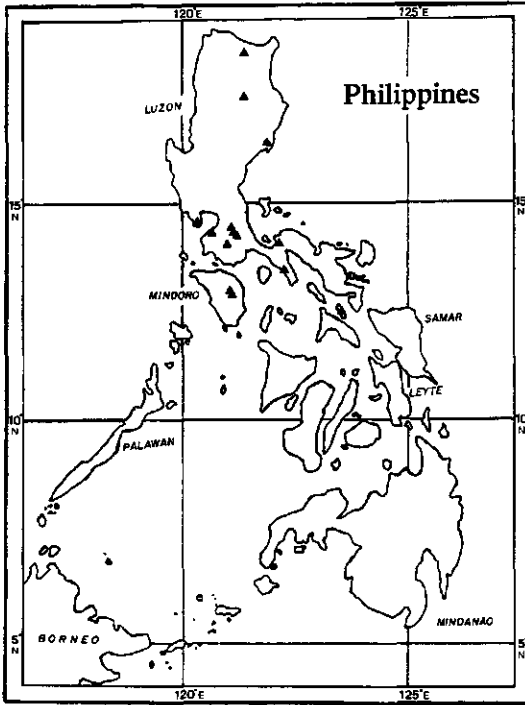 120°E 125°E
Philippines
LUZON
15 N 15 N
MINDORO
SAMAR
LEYTE
10 N 10 N
PALAWAN
MINDANAO
BORNEO
5 N 5 N
120°E 125°E